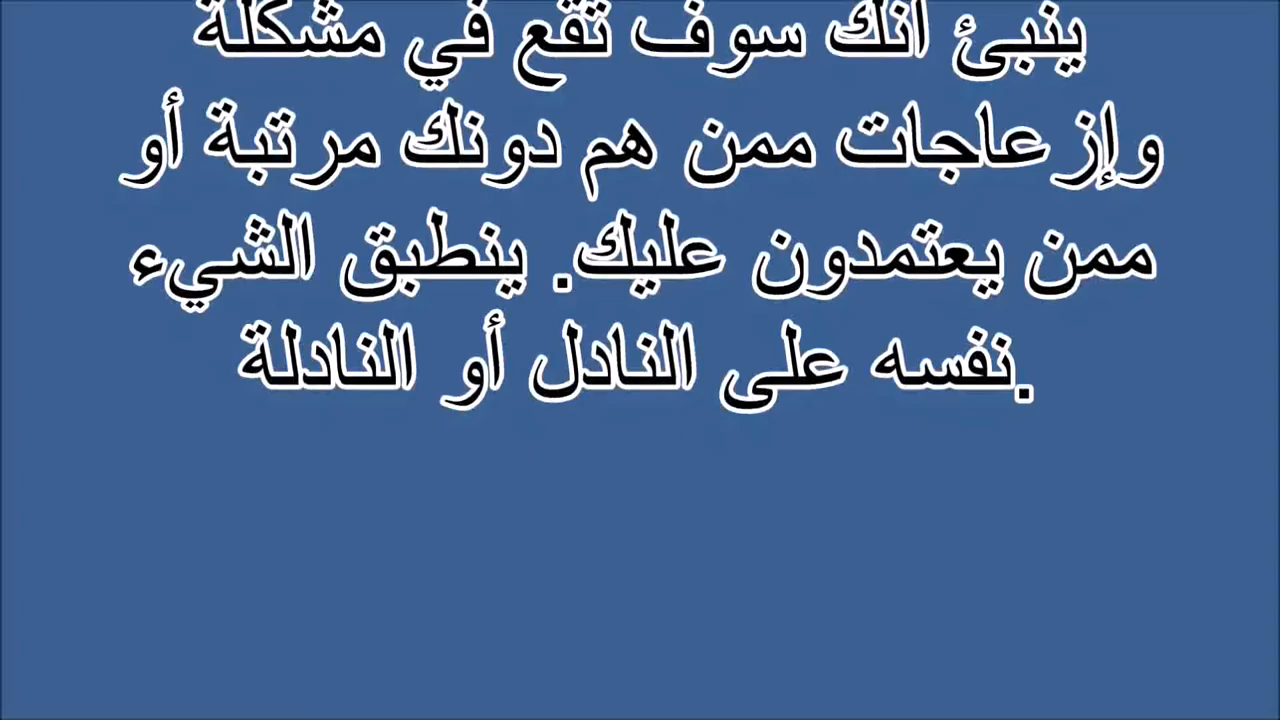 ينبئ أنك سوف تقع في مشكلة
وإزعاجات ممن هم دونك مرتبة أو
ممن يعتمدون عليك. ينطبق الشيء
نفسه على النادل أو النادلة.